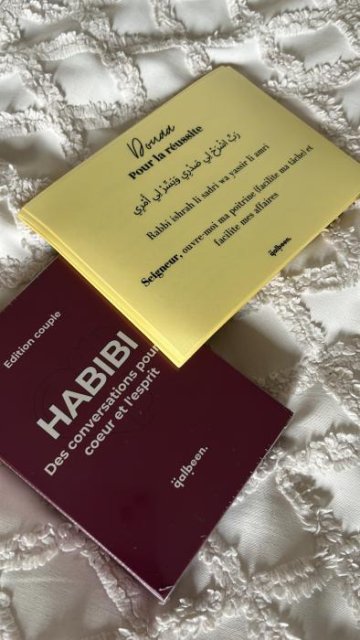 Douaa
Pour la réussite
رَبِّ اشْرَحْ لِي صَدْرِي وَيَسِّرْ لِي أَمْرِي
Rabbi ishrah li sadri wa yassir li amri
Seigneur, ouvre-moi ma poitrine (facilite ma tâche) et
facilite mes affaires
qalbeen.
Edition couple
HABIBI
Des conversations pour
coeur et l'esprit
qalbeen.